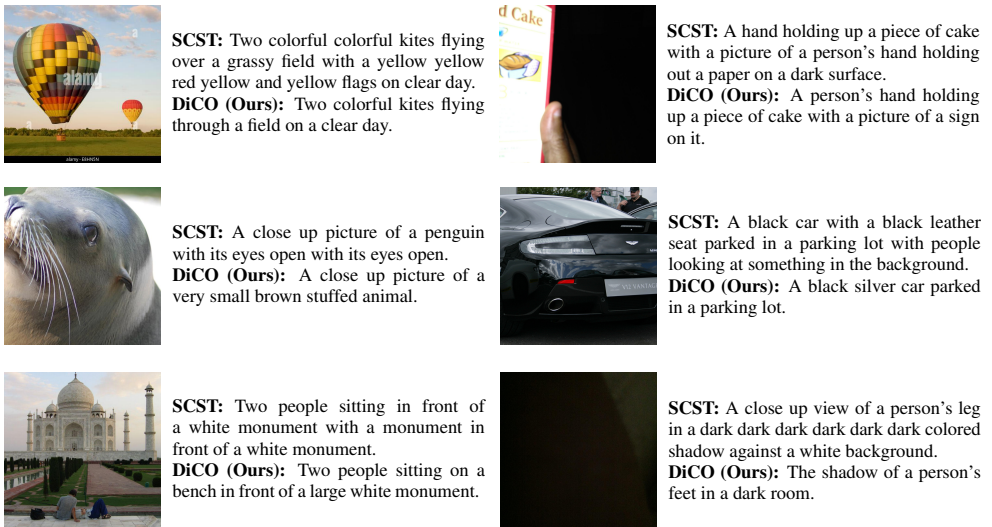 a
a
alamy
a
alamy - E6HNSN
SCST: Two colorful colorful kites flying
over a grassy field with a yellow yellow
red yellow and yellow flags on clear day.
DiCO (Ours): Two colorful kites flying
through a field on a clear day.
d Cake
SCST: A hand holding up a piece of cake
with a picture of a person's hand holding
out a paper on a dark surface.
DiCO (Ours): A person's hand holding
up a piece of cake with a picture of a sign
on it.
SCST: A close up picture of a penguin
with its eyes open with its eyes open.
DiCO (Ours): A close up picture of a
very small brown stuffed animal.
V12 VANTAGE
SCST: A black car with a black leather
seat parked in a parking lot with people
looking at something in the background.
DiCO (Ours): A black silver car parked
in a parking lot.
SCST: Two people sitting in front of
a white monument with a monument in
front of a white monument.
DiCO (Ours): Two people sitting on a
bench in front of a large white monument.
SCST: A close up view of a person's leg
in a dark dark dark dark dark dark colored
shadow against a white background.
DiCO (Ours): The shadow of a person's
feet in a dark room.